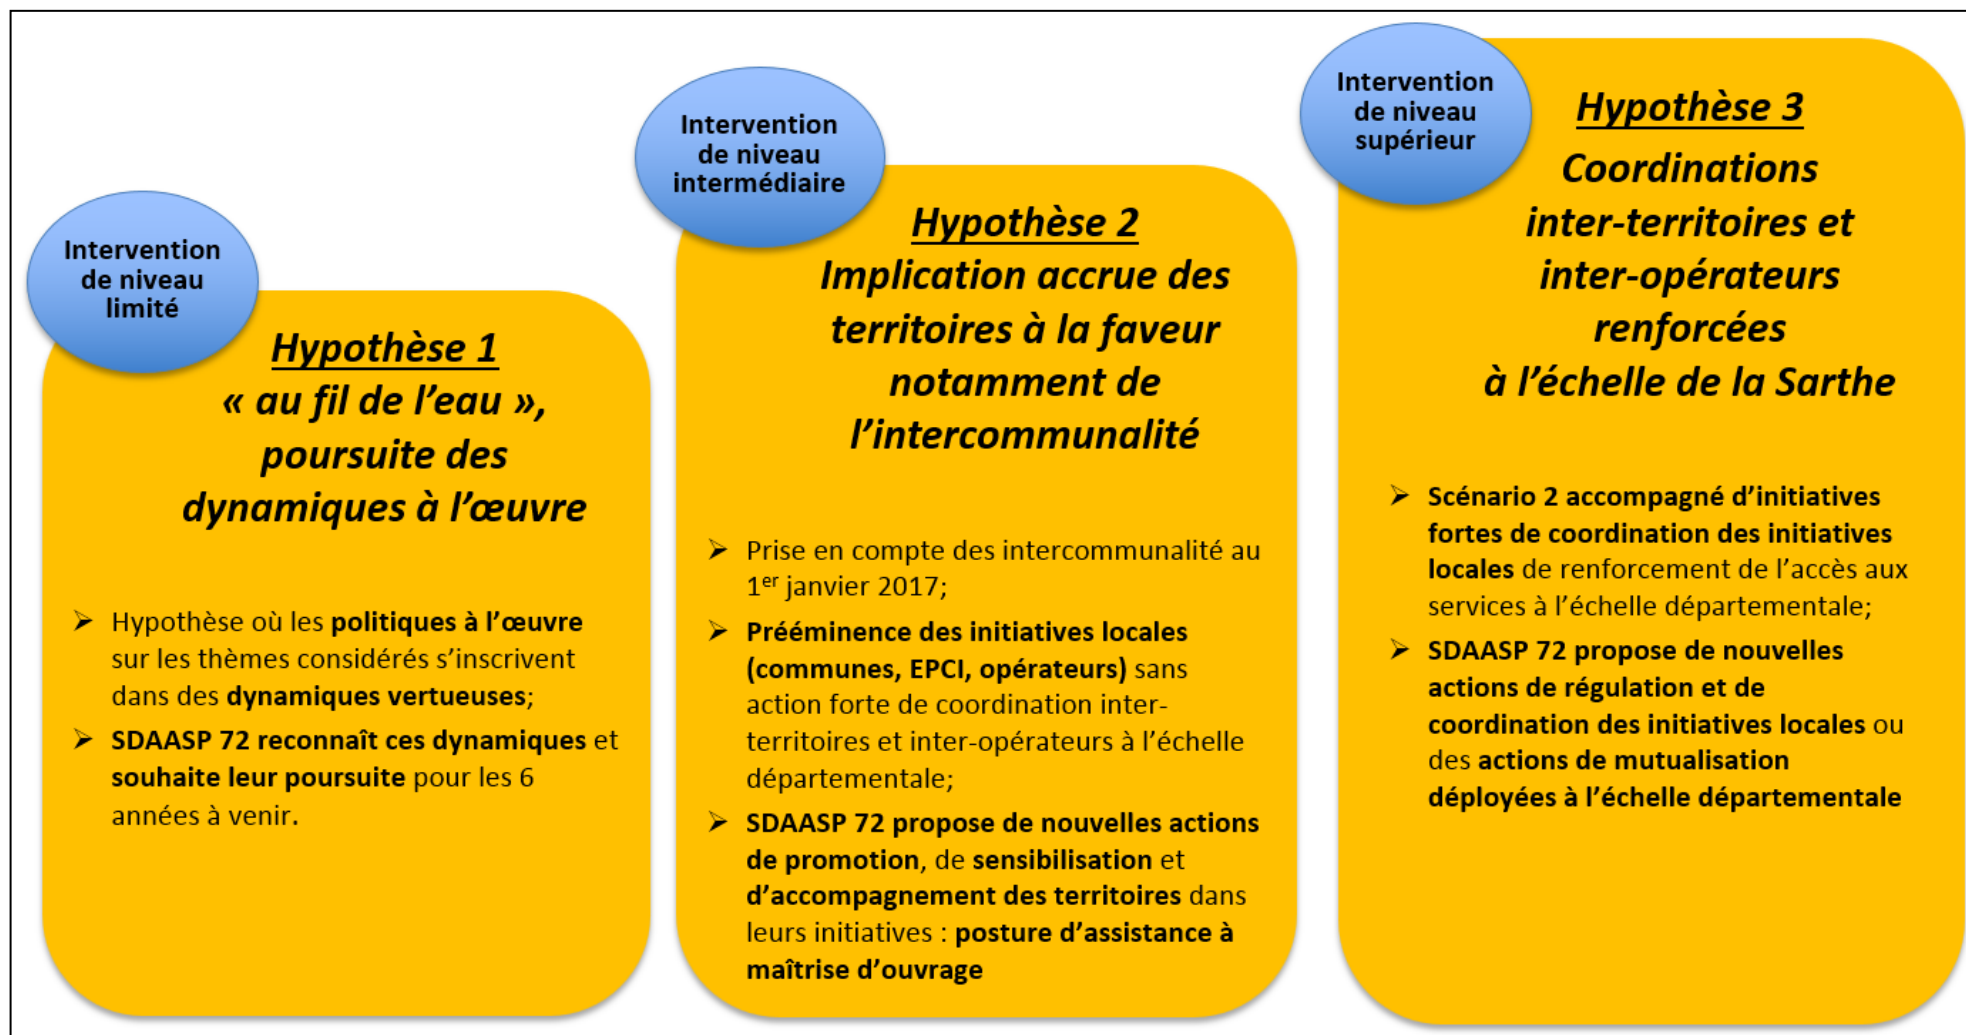 Intervention
de niveau
limité
Hypothèse 1
« au fil de l’eau »,
poursuite des
dynamiques à l’œuvre
➢ Hypothèse où les politiques à l’œuvre
sur les thèmes considérés s’inscrivent
dans des dynamiques vertueuses;
➢ SDAASP 72 reconnaît ces dynamiques et
souhaite leur poursuite pour les 6
années à venir.
Intervention
de niveau
intermédiaire
Hypothèse 2
Implication accrue des
territoires à la faveur
notamment de
l’intercommunalité
➢ Prise en compte des intercommunalité au
1er janvier 2017;
➢ Prééminence des initiatives locales
(communes, EPCI, opérateurs) sans
action forte de coordination inter-
territoires et inter-opérateurs à l’échelle
départementale;
➢ SDAASP 72 propose de nouvelles actions
de promotion, de sensibilisation et
d’accompagnement des territoires dans
leurs initiatives : posture d’assistance à
maîtrise d’ouvrage
Intervention
de niveau
supérieur
Hypothèse 3
Coordinations
inter-territoires et
inter-opérateurs
renforcées
à l’échelle de la Sarthe
➢ Scénario 2 accompagné d’initiatives
fortes de coordination des initiatives
locales de renforcement de l’accès aux
services à l’échelle départementale;
➢ SDAASP 72 propose de nouvelles
actions de régulation et de
coordination des initiatives locales ou
des actions de mutualisation
déployées à l’échelle départementale